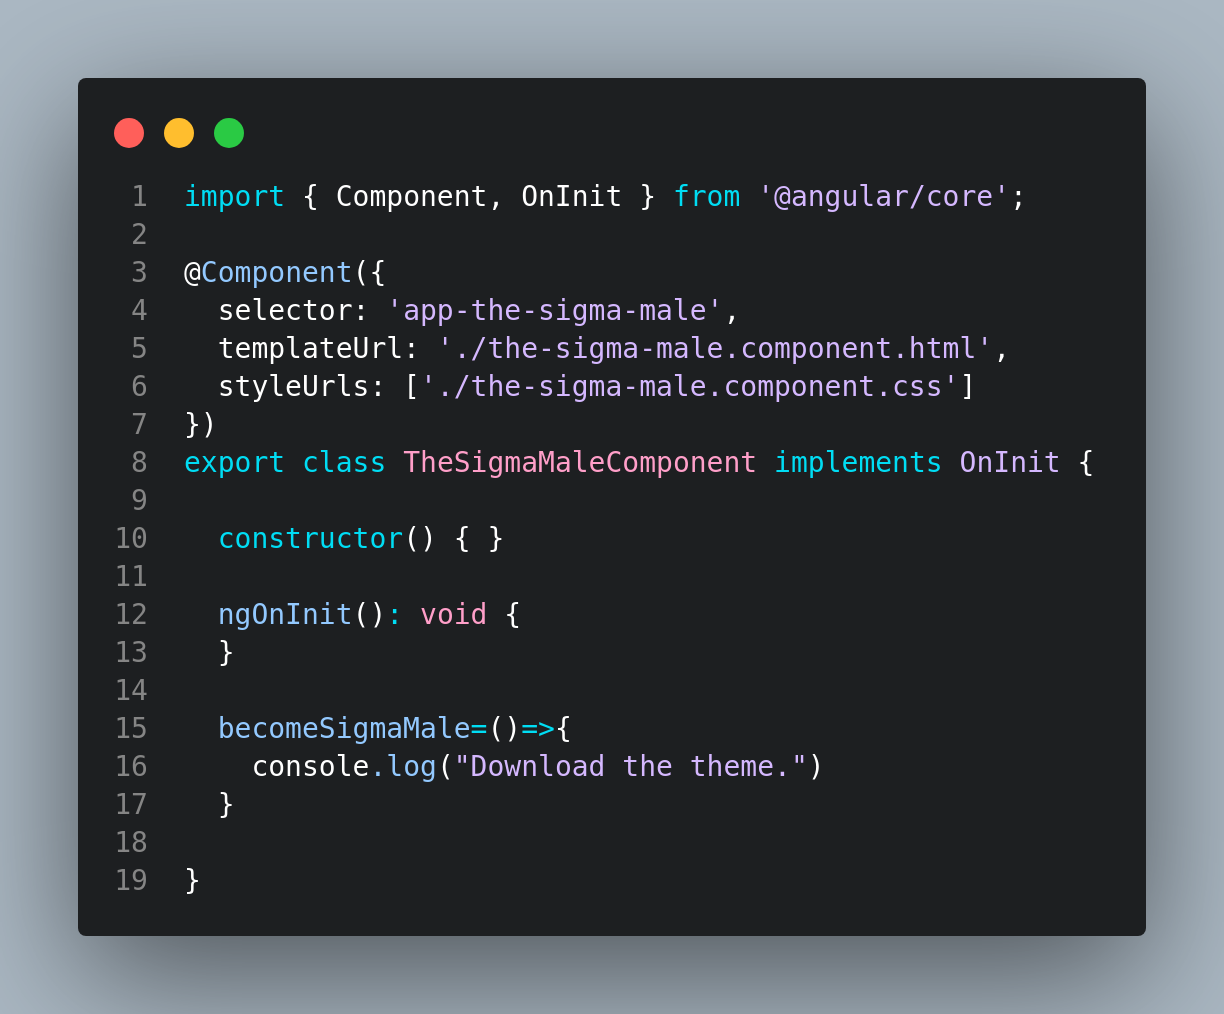 1 import { Component, OnInit } from '@angular/core';
2
3 @Component({
4   selector: 'app-the-sigma-male',
5   templateUrl: './the-sigma-male.component.html',
6   styleUrls: ['./the-sigma-male.component.css']
7 })
8 export class TheSigmaMaleComponent implements OnInit {
9
10   constructor() { }
11
12   ngOnInit(): void {
13   }
14
15   becomeSigmaMale=()=>{
16     console.log("Download the theme.")
17   }
18
19 }